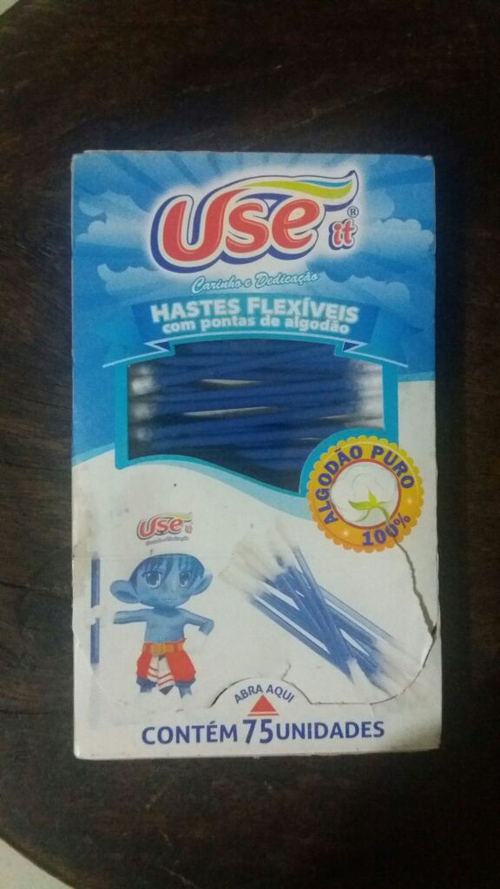 Use it ®
Carinho e Dedicação
HASTES FLEXÍVEIS
com pontas de algodão
ALGODÃO PURO
100%
Use it
ABRA AQUI
CONTÉM 75 UNIDADES